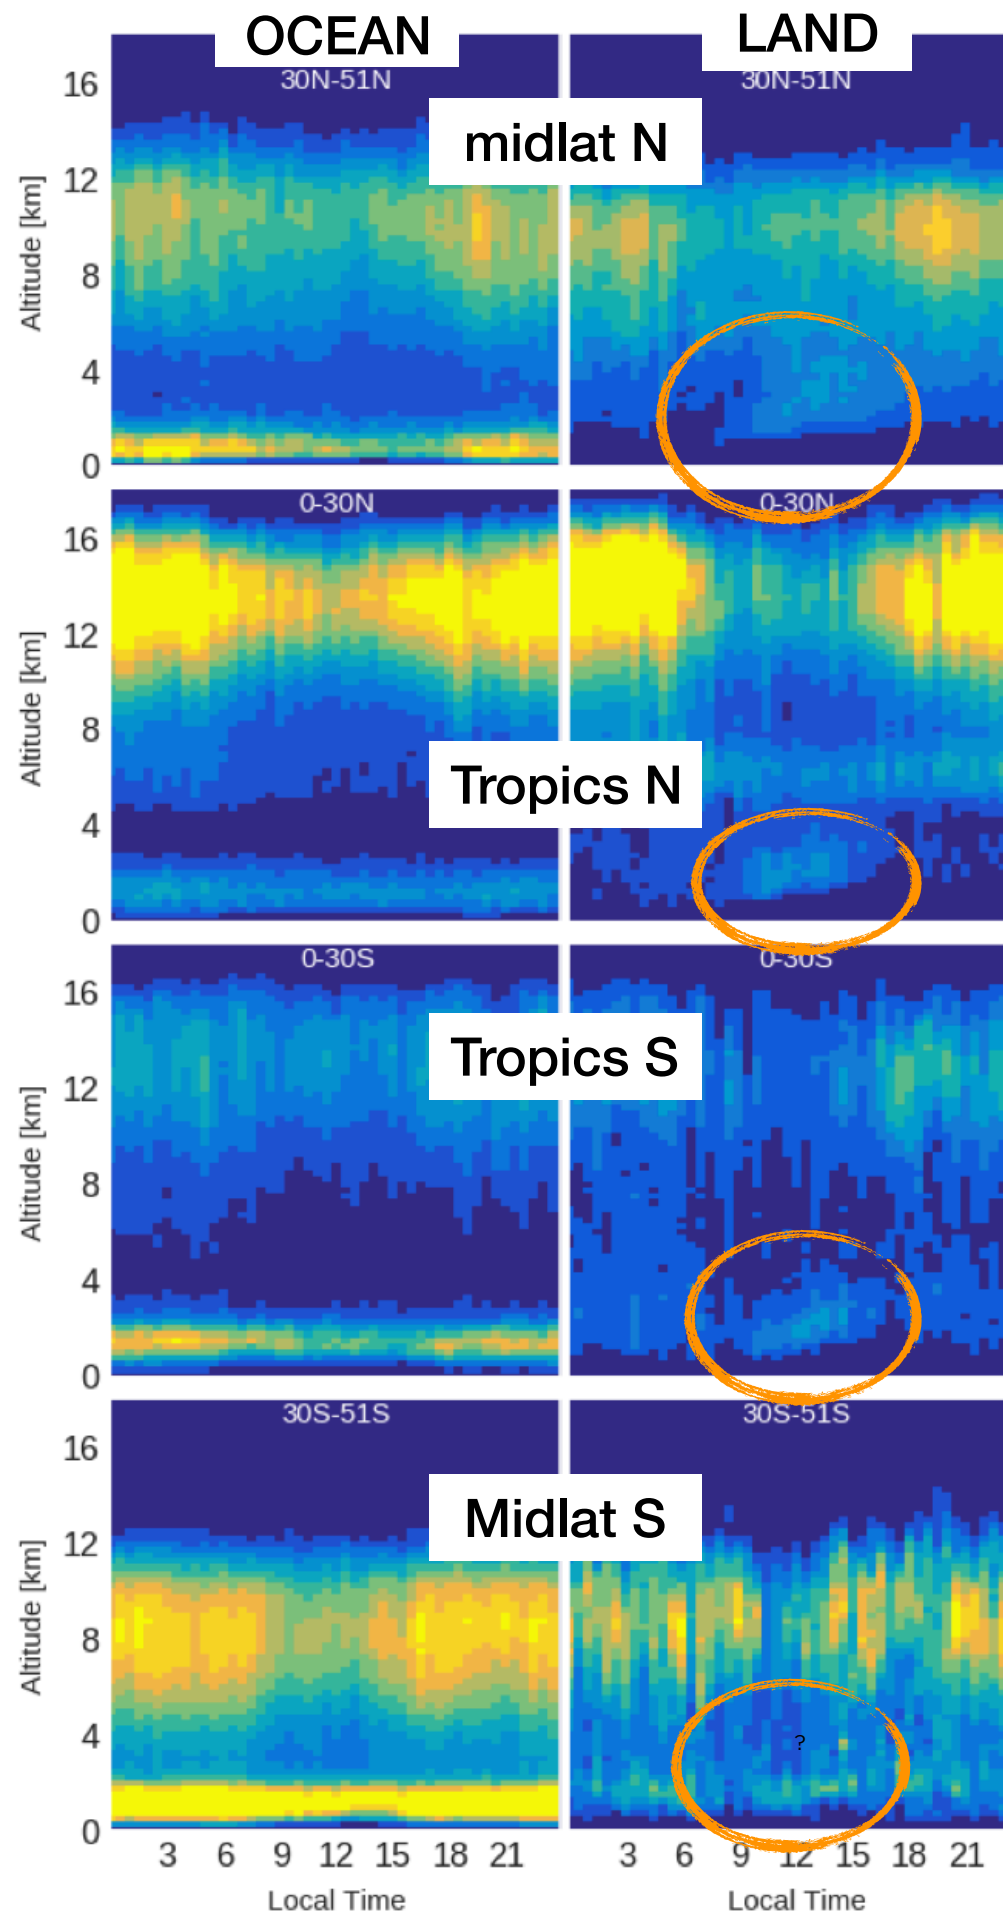 OCEAN
LAND
30N-51N
30N-51N
midlat N
16
12
8
4
0
Altitude [km]
0-30N
0-30N
Tropics N
16
12
8
4
0
Altitude [km]
0-30S
0-30S
Tropics S
16
12
8
4
0
Altitude [km]
30S-51S
30S-51S
Midlat S
16
12
8
4
0
Altitude [km]
?
3 6 9 12 15 18 21
3 6 9 12 15 18 21
Local Time
Local Time